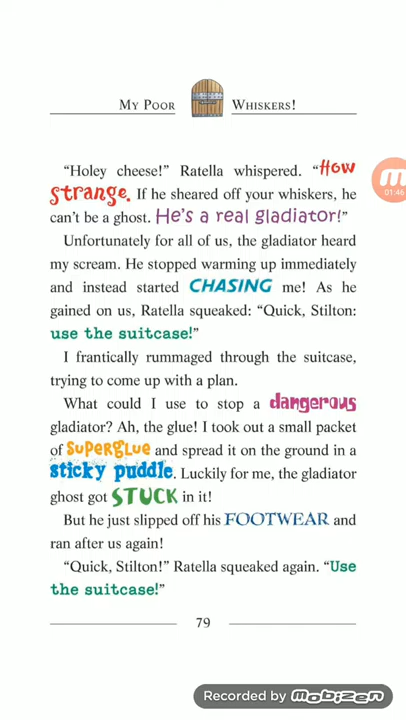 MY POOR WHISKERS!
“Holey cheese!” Ratella whispered. “How
strange. If he sheared off your whiskers, he
can’t be a ghost. He’s a real gladiator!”
Unfortunately for all of us, the gladiator heard
my scream. He stopped warming up immediately
and instead started CHASING me! As he
gained on us, Ratella squeaked: “Quick, Stilton:
use the suitcase!”
I frantically rummaged through the suitcase,
trying to come up with a plan.
What could I use to stop a dangerous
gladiator? Ah, the glue! I took out a small packet
of SUPERGLUE and spread it on the ground in a
sticky puddle. Luckily for me, the gladiator
ghost got STUCK in it!
But he just slipped off his FOOTWEAR and
ran after us again!
“Quick, Stilton!” Ratella squeaked again. “Use
the suitcase!”
79
01:46
Recorded by mobizen